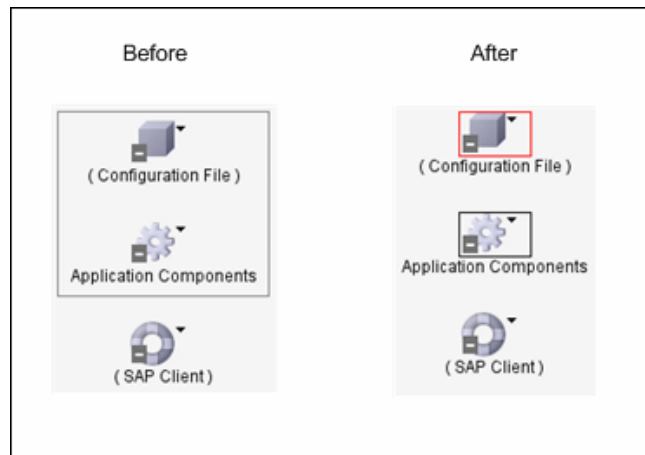 Before
After
( Configuration File )
Application Components
( SAP Client )
( Configuration File )
Application Components
( SAP Client )